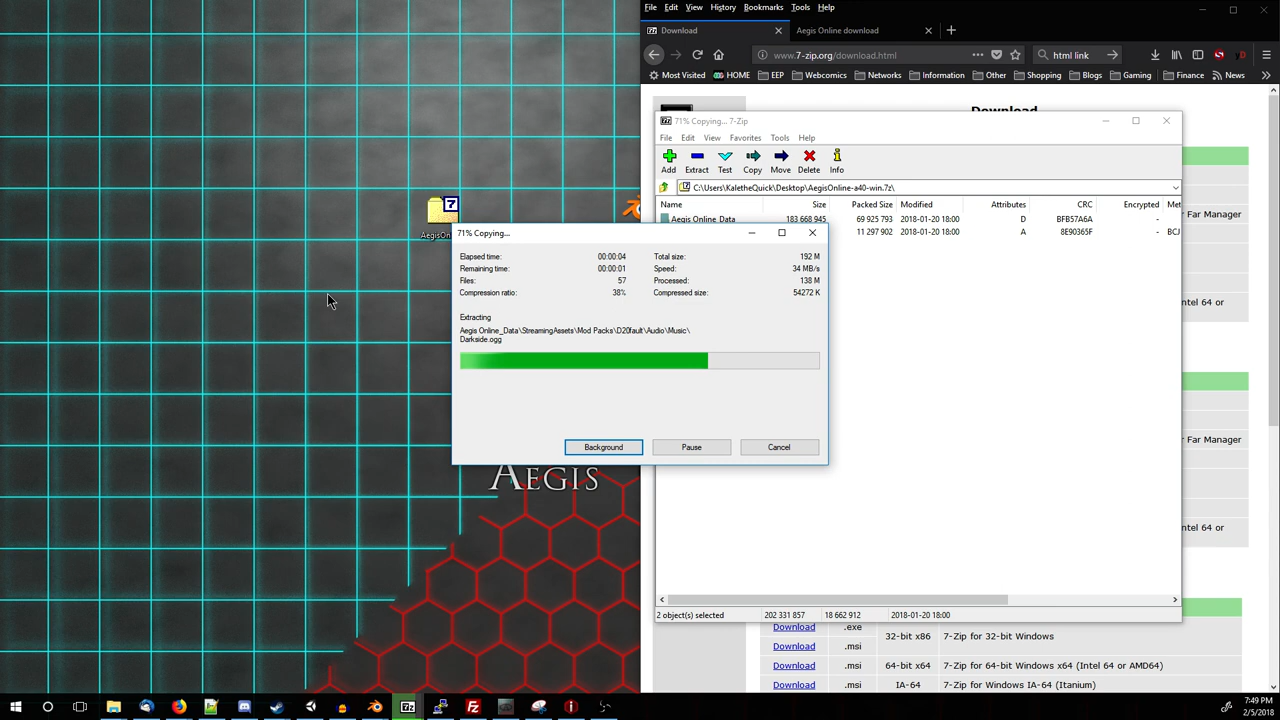 File Edit View History Bookmarks Tools Help
Download
Aegis Online download
www.7-zip.org/download.html
html link
Most Visited HOME EEP Webcomics Networks Information Other Shopping Blogs Gaming Finance News
Download
71% Copying... 7-Zip
File Edit View Favorites Tools Help
Add Extract Test Copy Move Delete Info
C:\Users\KaletheQuick\Desktop\AegisOnline-a40-win.7z\
Name Size Packed Size Modified Attributes Created CRC Encrypted Met
Aegis Online_Data 183 668 945 69 925 793 2018-01-20 18:00 D BFB57A6A -
11 297 902 2018-01-20 18:00 A 8E90365F - BCJ
7
AegisOn
71% Copying...
Elapsed time: 00:00:04 Total size: 192 M
Remaining time: 00:00:01 Speed: 34 MB/s
Files: 57 Processed: 138 M
Compression ratio: 38% Compressed size: 54272 K
Extracting
Aegis Online_Data\StreamingAssets\Mod Packs\D20fault\Audio\Music\
Darkside.ogg
Background Pause Cancel
AEGIS
r Far Manager
ntel 64 or
r Far Manager
ntel 64 or
2 object(s) selected 202 331 857 18 662 912 2018-01-20 18:00
Download .exe 32-bit x86 7-Zip for 32-bit Windows
Download .msi
Download .msi 64-bit x64 7-Zip for 64-bit Windows x64 (Intel 64 or AMD64)
Download .msi IA-64 7-Zip for Windows IA-64 (Itanium)
7:49 PM
2/5/2018